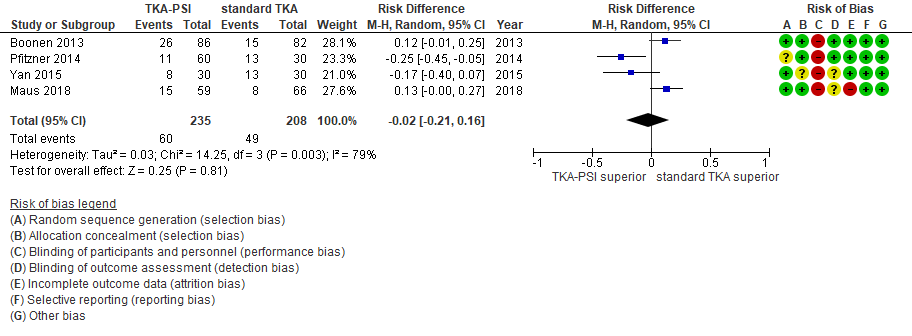 TKA-PSI standard TKA Risk Difference Risk Difference Risk of Bias
Study or Subgroup Events Total Events Total Weight M-H, Random, 95% CI Year M-H, Random, 95% CI A B C D E F G
Boonen 2013 26 86 15 82 28.1% 0.12 [-0.01, 0.25] 2013 + + - + + + +
Pfitzner 2014 11 60 13 30 23.3% -0.25 [-0.45, -0.05] 2014 ? + - + + + +
Yan 2015 8 30 13 30 21.0% -0.17 [-0.40, 0.07] 2015 + ? - ? + + +
Maus 2018 15 59 8 66 27.6% 0.13 [-0.00, 0.27] 2018 + + - ? - + +
Total (95% CI) 235 208 100.0% -0.02 [-0.21, 0.16]
Total events 60 49
Heterogeneity: Tau² = 0.03; Chi² = 14.25, df = 3 (P = 0.003); I² = 79%
Test for overall effect: Z = 0.25 (P = 0.81)
-1 -0.5 0 0.5 1
TKA-PSI superior standard TKA superior
Risk of bias legend
(A) Random sequence generation (selection bias)
(B) Allocation concealment (selection bias)
(C) Blinding of participants and personnel (performance bias)
(D) Blinding of outcome assessment (detection bias)
(E) Incomplete outcome data (attrition bias)
(F) Selective reporting (reporting bias)
(G) Other bias